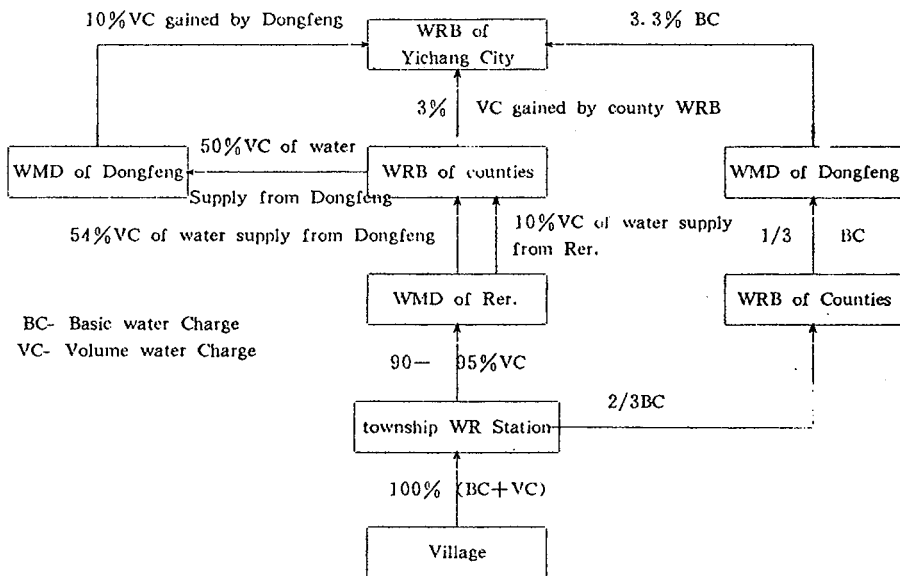 10%VC gained by Dongfeng
WRB of
Yichang City
3.3% BC
3%  VC gained by county WRB
50%VC of water
WMD of Dongfeng
WRB of counties
WMD of Dongfeng
Supply from Dongfeng
54%VC of water supply from Dongfeng
10%VC of water supply
from Rer.
1/3  BC
WMD of Rer.
WRB of Counties
BC- Basic water Charge
VC- Volume water Charge
90—  95%VC
2/3BC
township WR Station
100%  (BC+VC)
Village